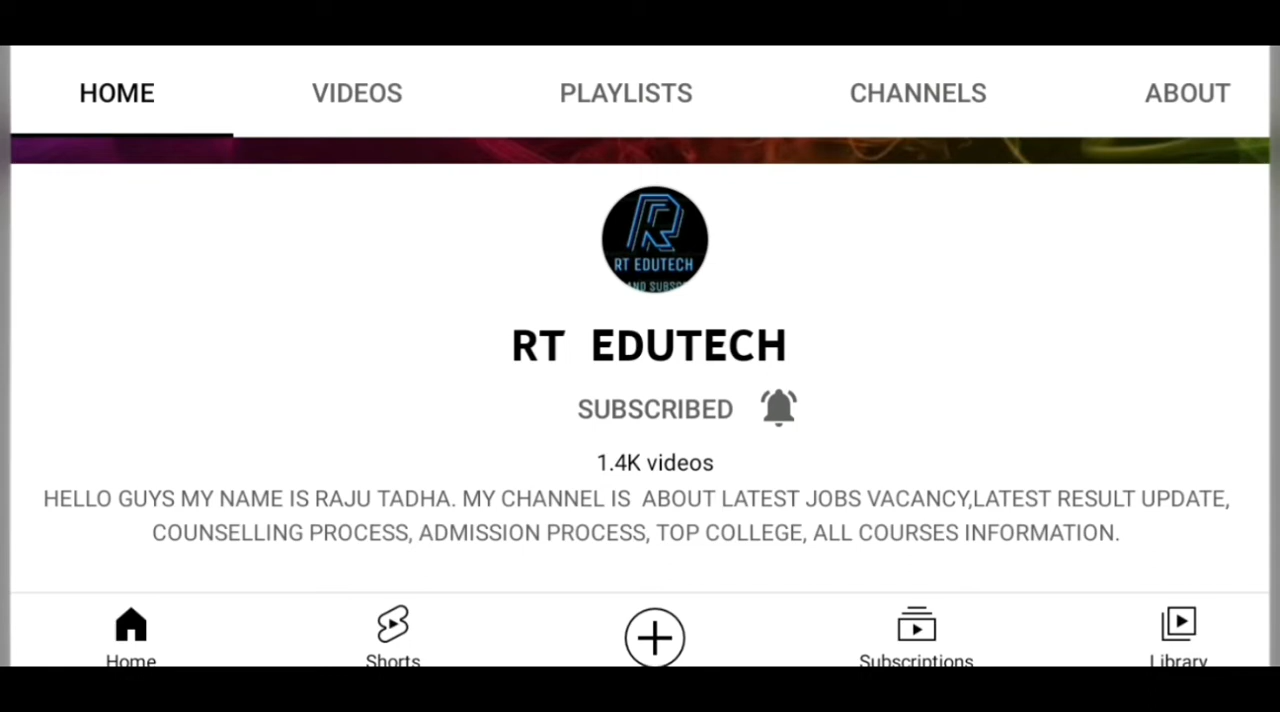 HOME VIDEOS PLAYLISTS CHANNELS ABOUT
RT EDUTECH
AND SUBSC
RT EDUTECH
SUBSCRIBED
1.4K videos
HELLO GUYS MY NAME IS RAJU TADHA. MY CHANNEL IS ABOUT LATEST JOBS VACANCY,LATEST RESULT UPDATE,
COUNSELLING PROCESS, ADMISSION PROCESS, TOP COLLEGE, ALL COURSES INFORMATION.
Home Shorts Subscriptions Library